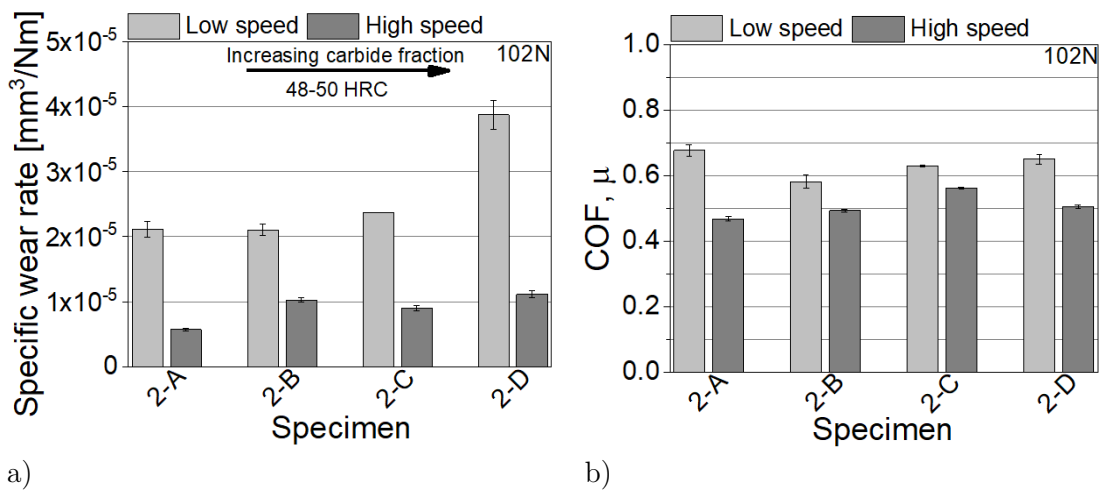 Low speed High speed
Specific wear rate [mm³/Nm]
5x10⁻⁵
4x10⁻⁵
3x10⁻⁵
2x10⁻⁵
1x10⁻⁵
0
Increasing carbide fraction
102N
48-50 HRC
2-A 2-B 2-C 2-D
Specimen
a)
Low speed High speed
COF, μ
1.0
0.8
0.6
0.4
0.2
0.0
102N
2-A 2-B 2-C 2-D
Specimen
b)